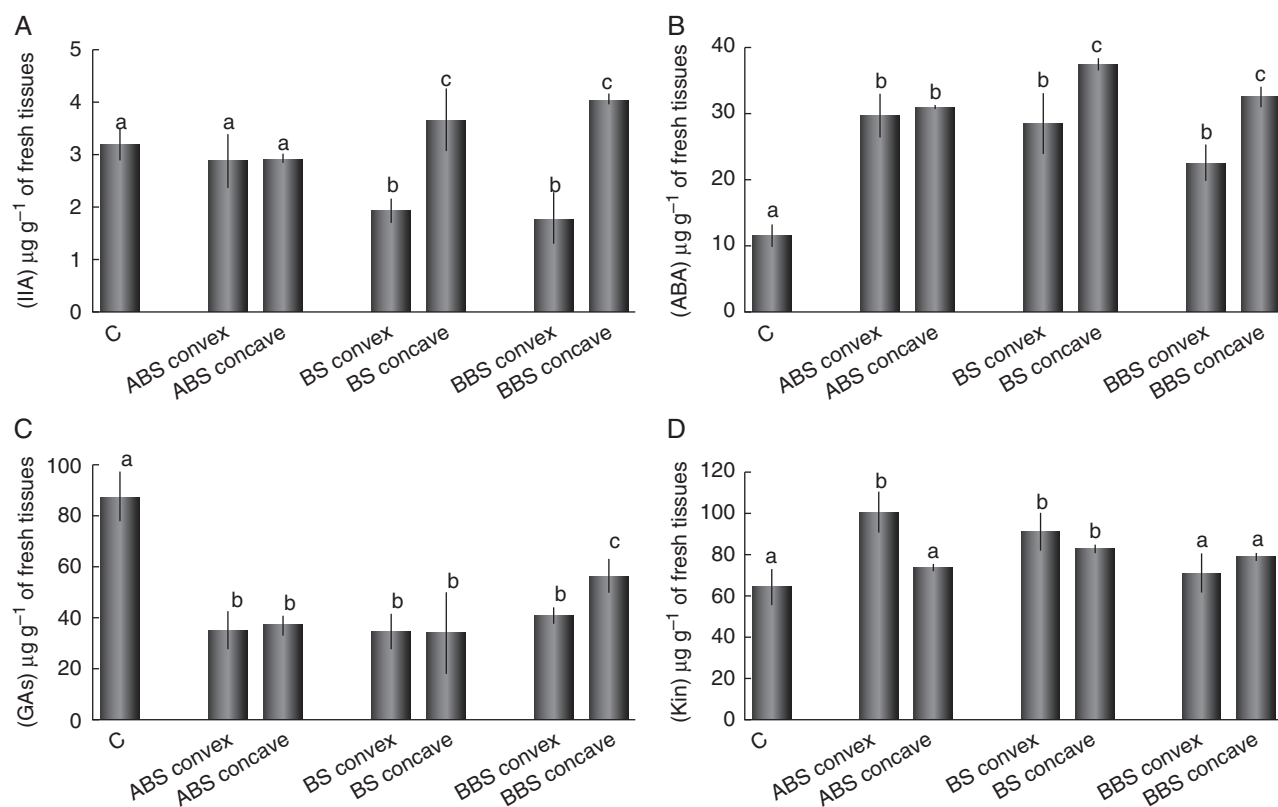 A
(IIA) µg g⁻¹ of fresh tissues
5
4
3
2
1
0
a
a
a
b
c
b
c
C
ABS convex
ABS concave
BS convex
BS concave
BBS convex
BBS concave
B
(ABA) µg g⁻¹ of fresh tissues
40
30
20
10
0
a
b
b
b
c
b
c
C
ABS convex
ABS concave
BS convex
BS concave
BBS convex
BBS concave
C
(GAs) µg g⁻¹ of fresh tissues
100
80
60
40
20
0
a
b
b
b
b
b
c
C
ABS convex
ABS concave
BS convex
BS concave
BBS convex
BBS concave
D
(Kin) µg g⁻¹ of fresh tissues
120
100
80
60
40
20
0
a
b
a
b
b
a
a
C
ABS convex
ABS concave
BS convex
BS concave
BBS convex
BBS concave